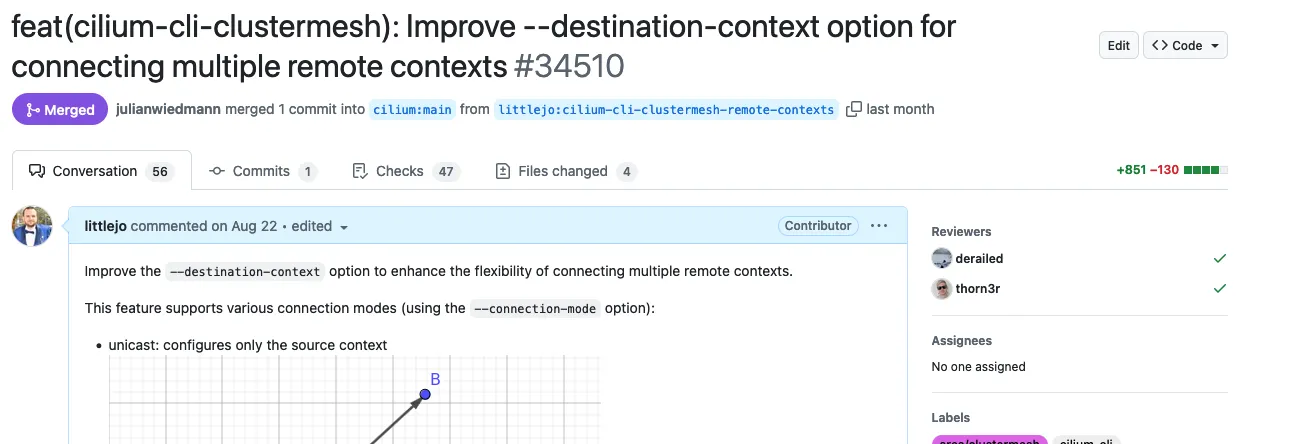 feat(cilium-cli-clustermesh): Improve --destination-context option for
connecting multiple remote contexts #34510
Edit
<> Code
Merged
julianwiedmann merged 1 commit into cilium:main from littlejo:cilium-cli-clustermesh-remote-contexts last month
Conversation 56
Commits 1
Checks 47
Files changed 4
+851 −130
littlejo commented on Aug 22 • edited
Contributor
Improve the --destination-context option to enhance the flexibility of connecting multiple remote contexts.
This feature supports various connection modes (using the --connection-mode option):
• unicast: configures only the source context
B
Reviewers
derailed
thorn3r
Assignees
No one assigned
Labels
area/clustermesh
cilium-cli